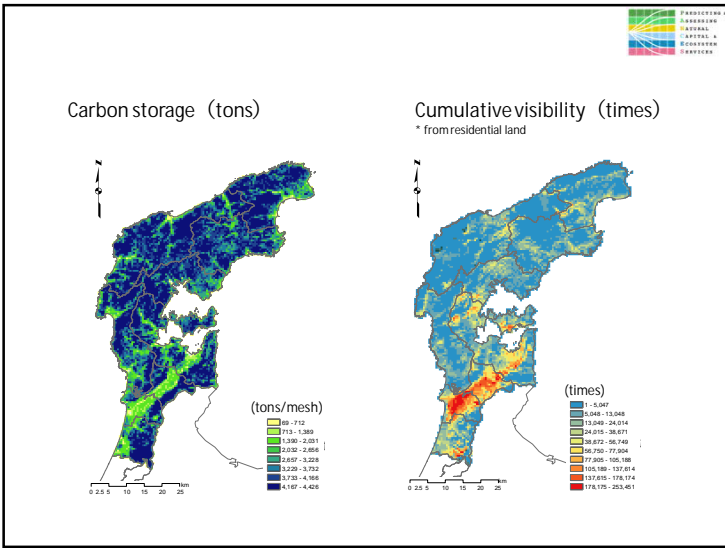 PREDICTING &
ASSESSING
NATURAL
CAPITAL &
ECOSYSTEM
SERVICES
Carbon storage (tons)
Cumulative visibility (times)
* from residential land
N
N
(tons/mesh)
69 - 712
713 - 1,389
1,390 - 2,031
2,032 - 2,656
2,657 - 3,228
3,229 - 3,732
3,733 - 4,166
4,167 - 4,426
0 2.5 5 10 15 20 km
(times)
1 - 5,047
5,048 - 13,048
13,049 - 24,014
24,015 - 38,671
38,672 - 56,749
56,750 - 77,904
77,905 - 105,188
105,189 - 137,614
137,615 - 178,174
178,175 - 253,451
0 2.5 5 10 15 20 25 km